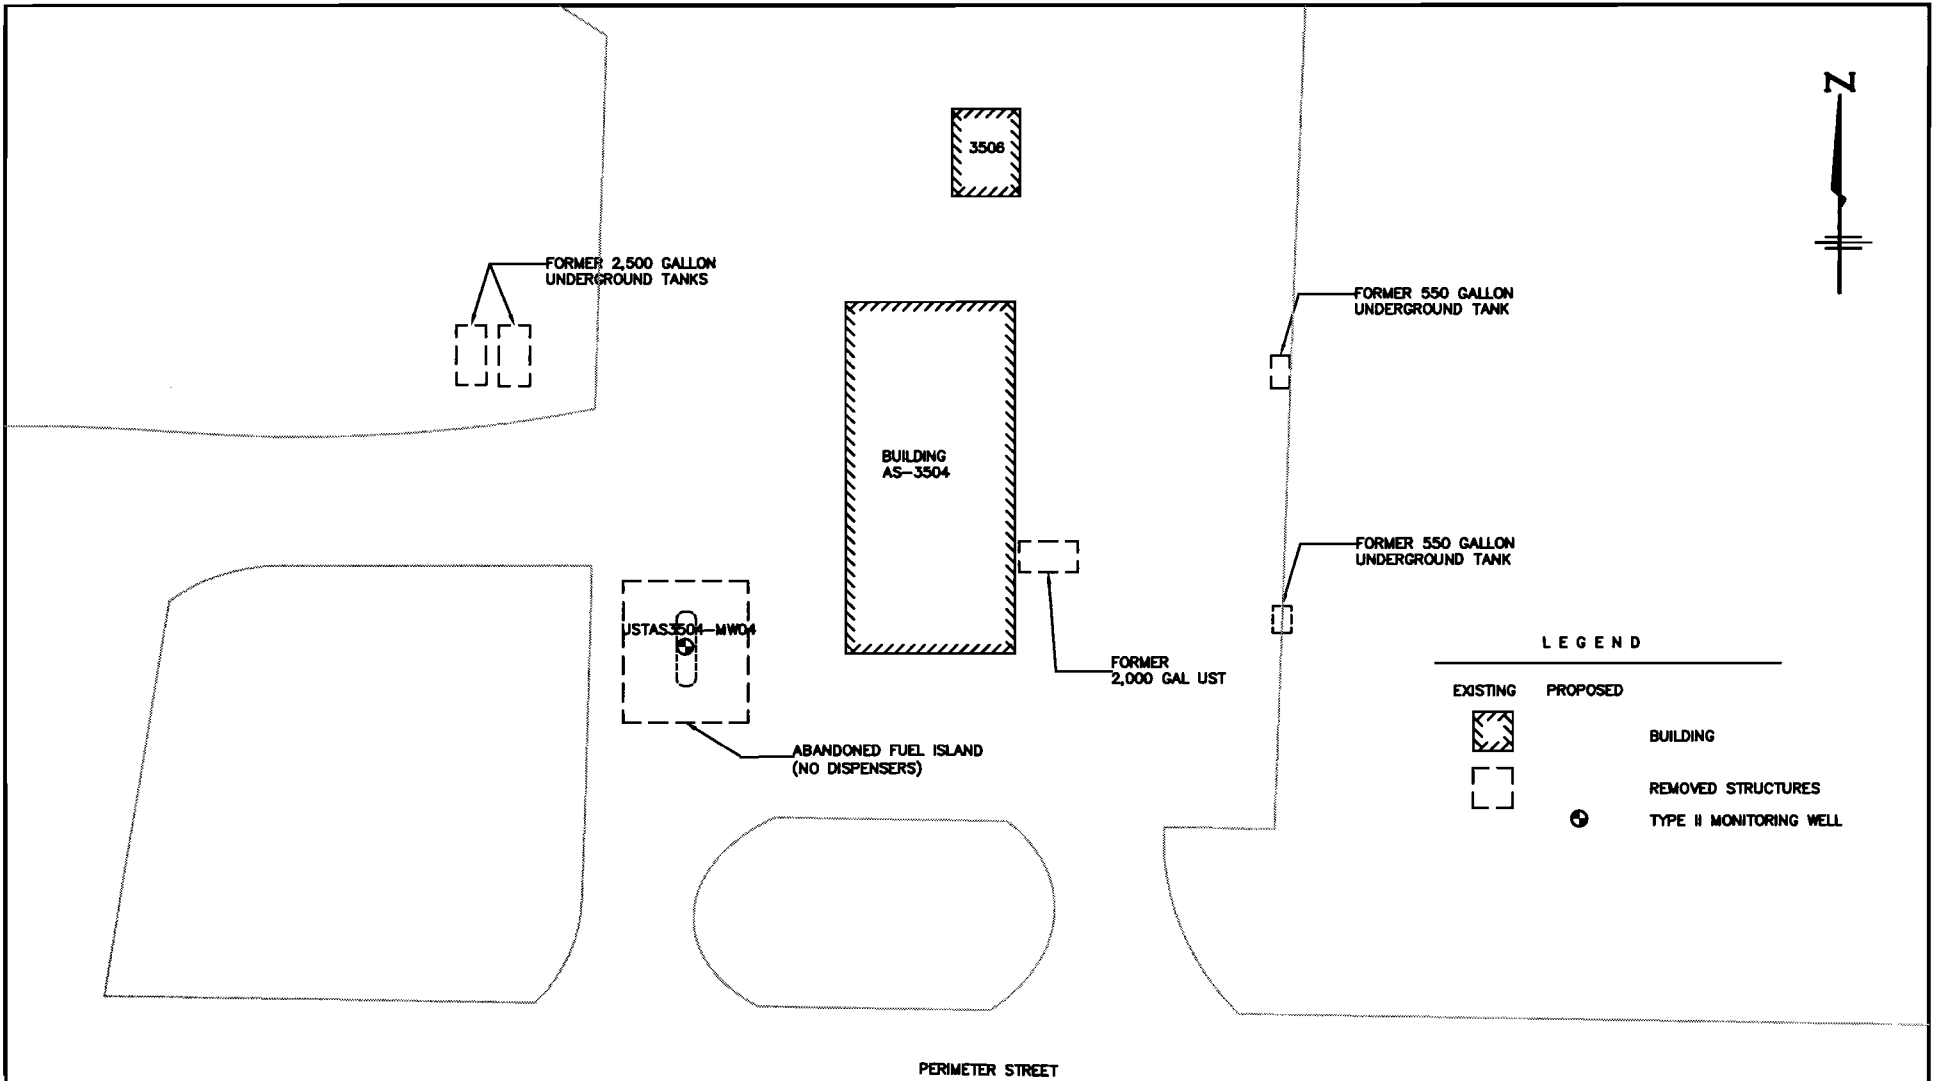 N
3506
FORMER 2,500 GALLON
UNDERGROUND TANKS
FORMER 550 GALLON
UNDERGROUND TANK
BUILDING
AS-3504
FORMER 550 GALLON
UNDERGROUND TANK
USTAS3504-MW04
FORMER
2,000 GAL UST
ABANDONED FUEL ISLAND
(NO DISPENSERS)
LEGEND
EXISTING PROPOSED
BUILDING
REMOVED STRUCTURES
TYPE II MONITORING WELL
PERIMETER STREET